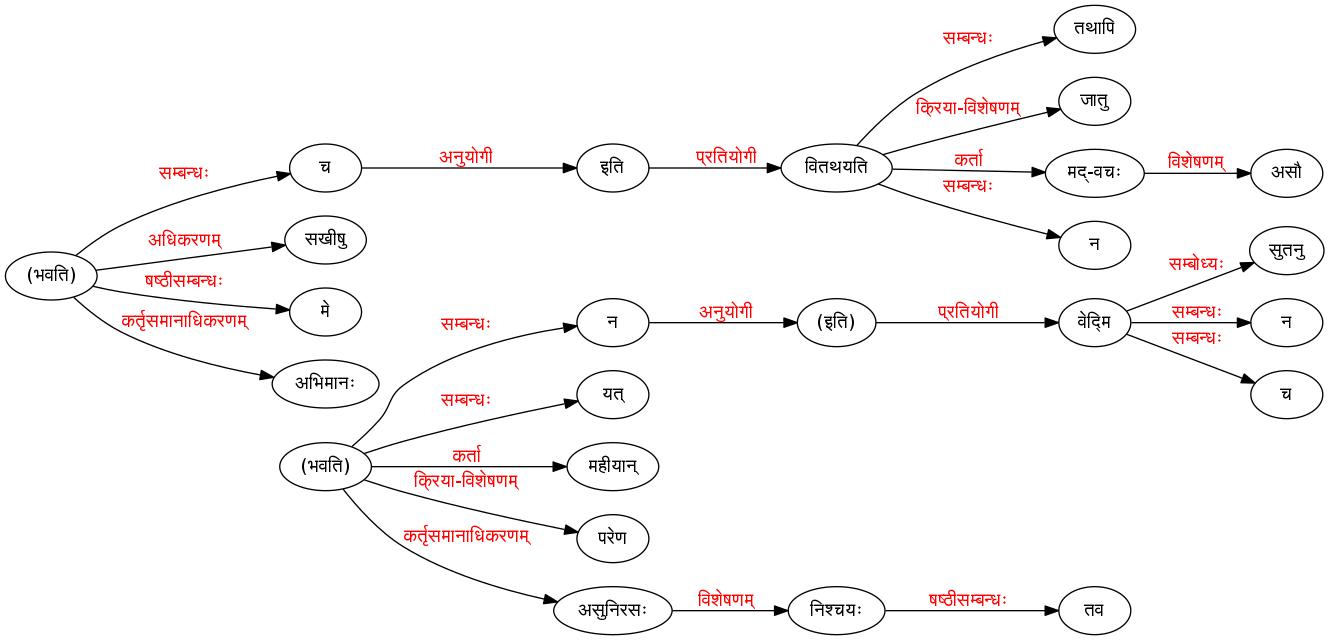 तथापि
सम्बन्धः
जातु
क्रिया-विशेषणम्
च
अनुयोगी
इति
प्रतियोगी
वितथयति
कर्ता
मद्-वचः
विशेषणम्
असौ
सम्बन्धः
सम्बन्धः
न
(भवति)
अधिकरणम्
सखीषु
षष्ठीसम्बन्धः
मे
कर्तृसमानाधिकरणम्
अभिमानः
सुतनु
सम्बोध्यः
सम्बन्धः
न
अनुयोगी
(इति)
प्रतियोगी
वेद्मि
सम्बन्धः
न
सम्बन्धः
च
सम्बन्धः
यत्
(भवति)
कर्ता
महीयान्
क्रिया-विशेषणम्
परेण
कर्तृसमानाधिकरणम्
असुनिरसः
विशेषणम्
निश्चयः
षष्ठीसम्बन्धः
तव